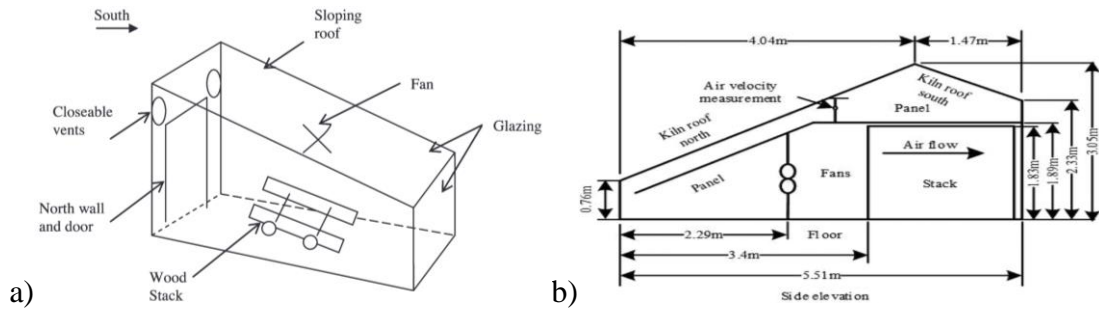 South
Sloping
roof
Fan
Closeable
vents
Glazing
North wall
and door
Wood
Stack
a)
4.04m
1.47m
Air velocity
measurement
Kiln roof
south
Panel
Kiln roof
north
Air flow
Panel
Fans
Stack
0.76m
1.83m
1.89m
2.33m
3.05m
2.29m
Floor
3.4m
5.51m
Side elevation
b)